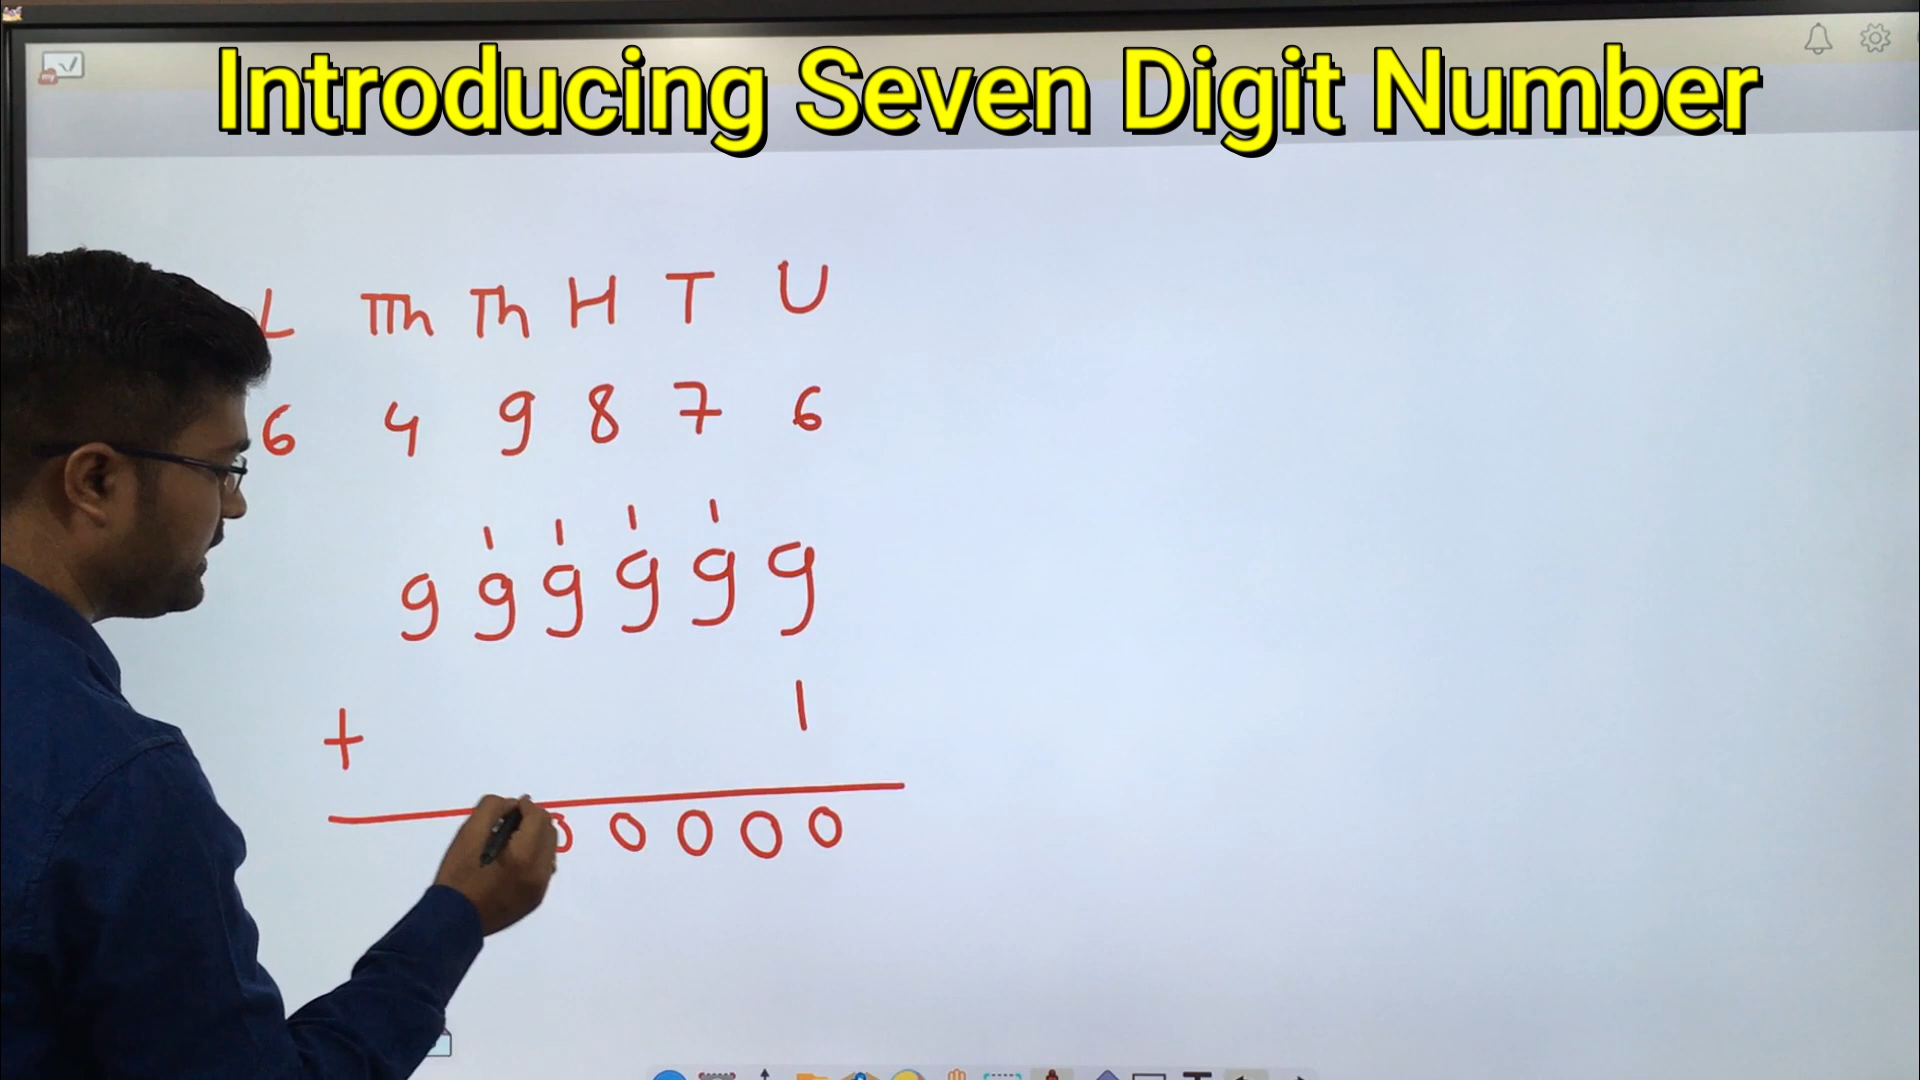 Introducing Seven Digit Number
L TTh Th H T U
6 4 9 8 7 6
1 1 1 1
9 9 9 9 9 9
+ 1
0 0 0 0 0